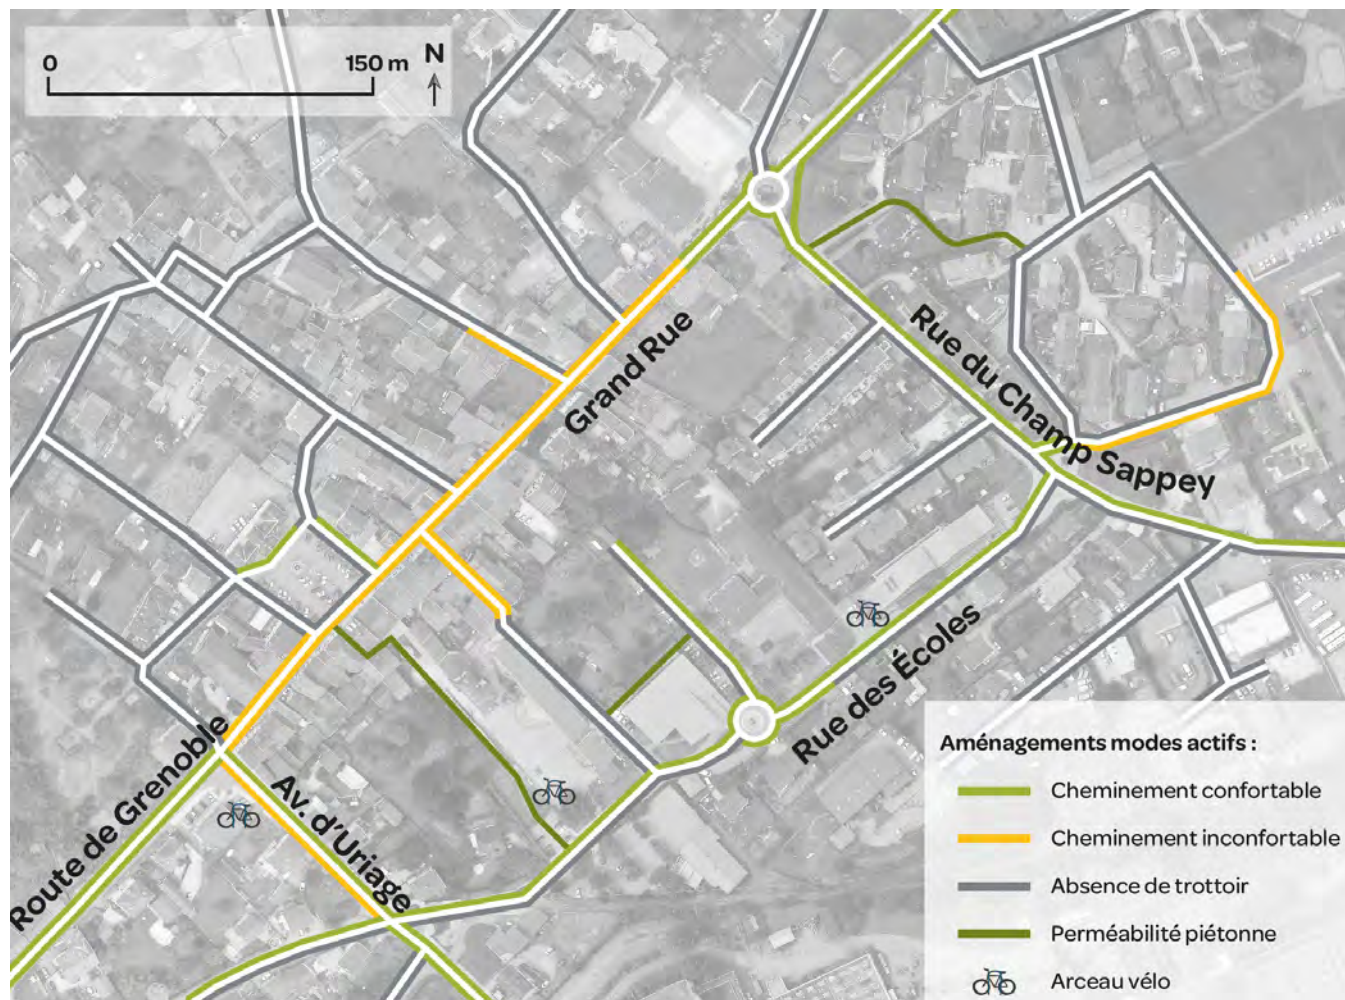 0 150 m N
Grand Rue
Rue du Champ Sappey
Rue des Écoles
Route de Grenoble
Av. d'Uriage
Aménagements modes actifs :
Cheminement confortable
Cheminement inconfortable
Absence de trottoir
Perméabilité piétonne
Arceau vélo